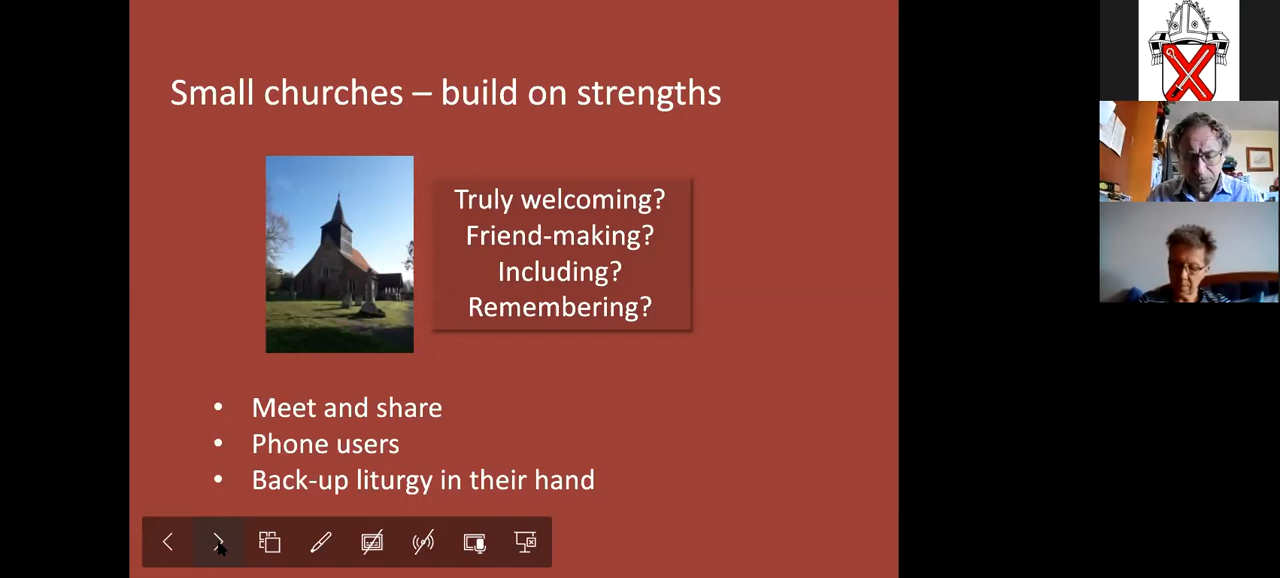 Small churches – build on strengths
Truly welcoming?
Friend-making?
Including?
Remembering?
• Meet and share
• Phone users
• Back-up liturgy in their hand